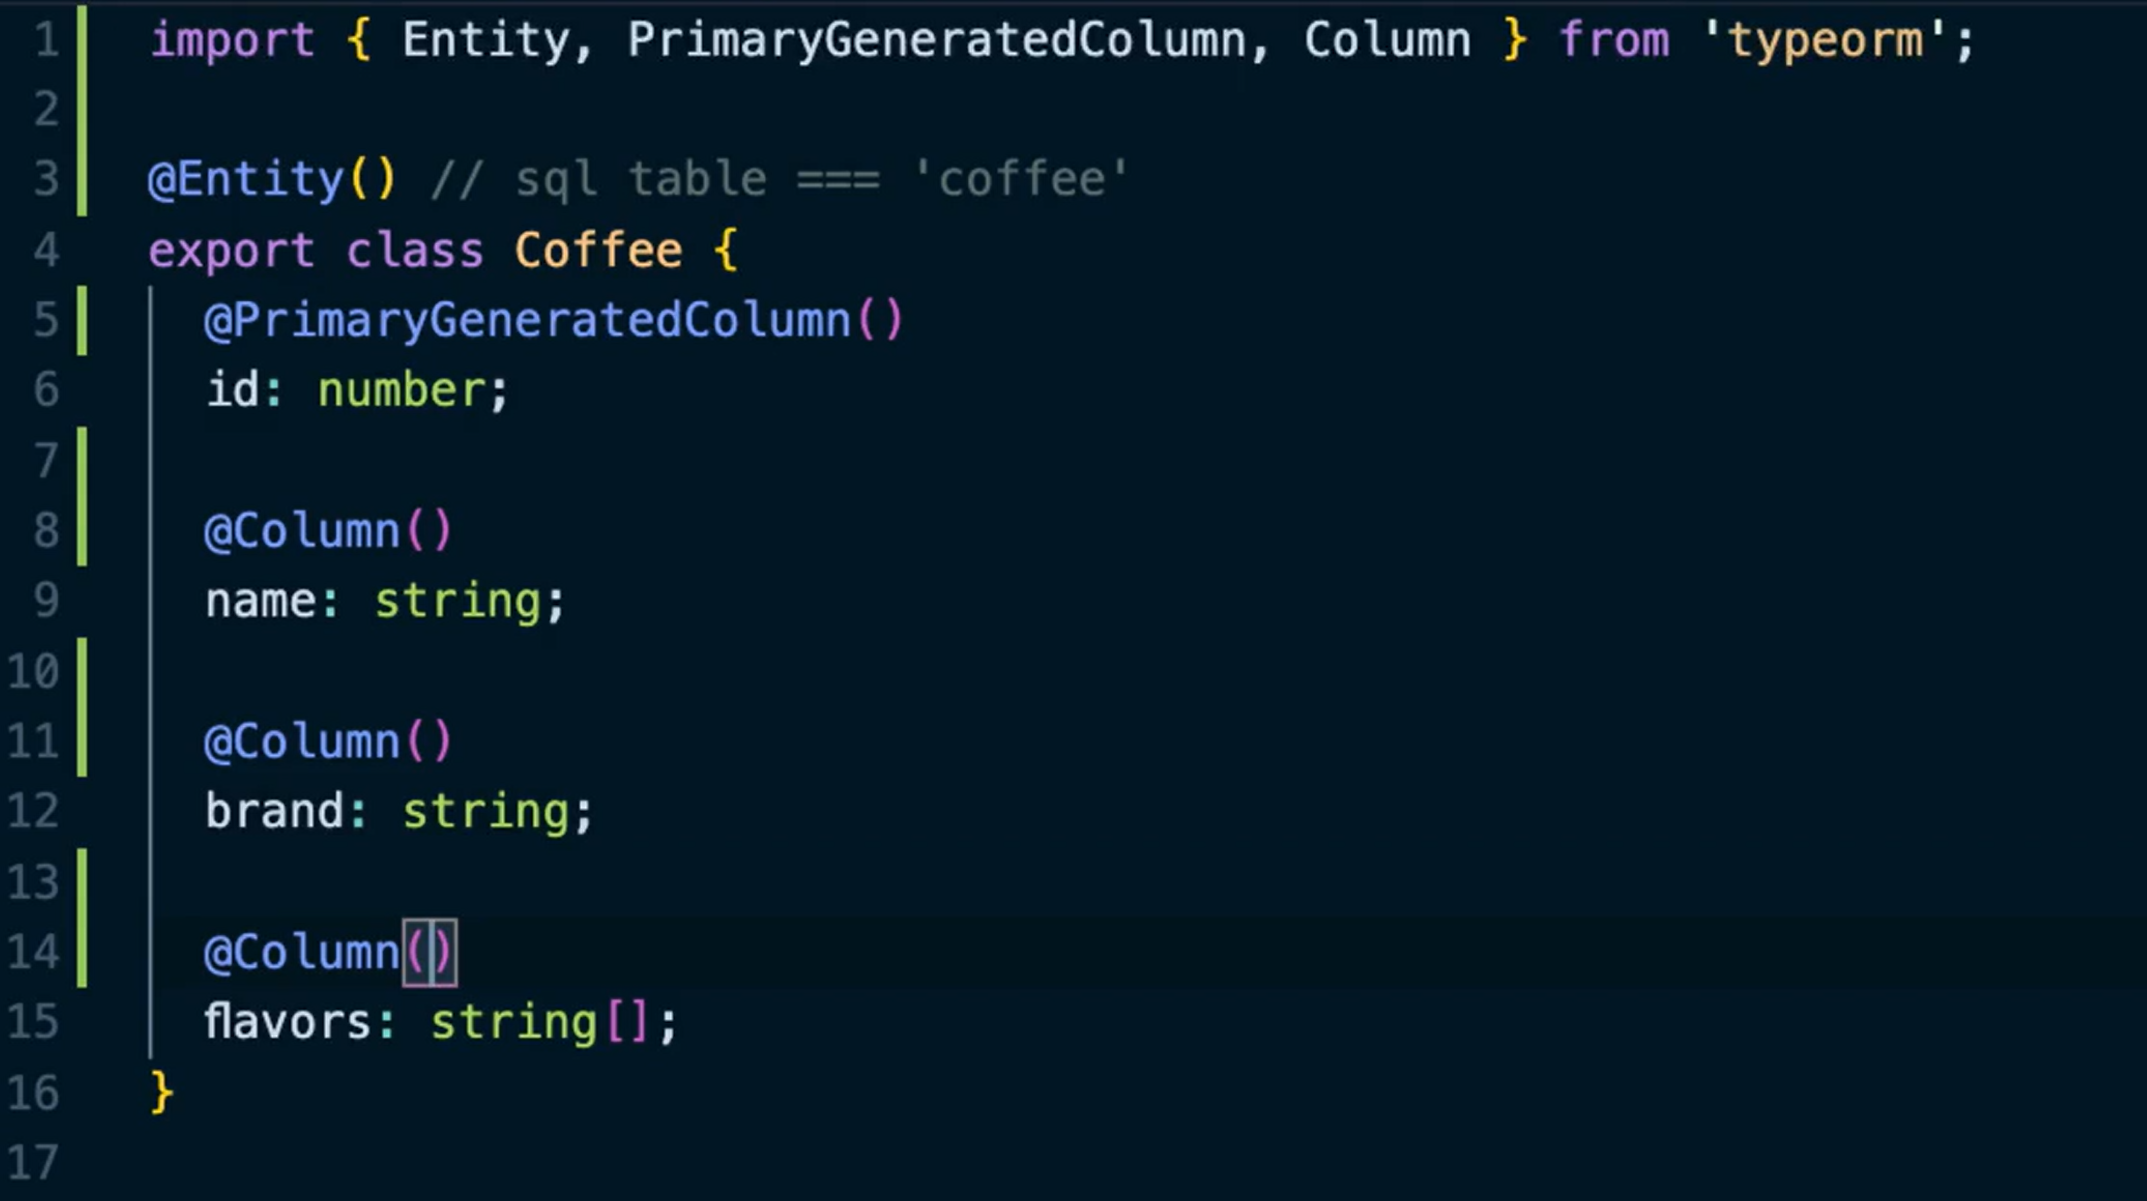 1 import { Entity, PrimaryGeneratedColumn, Column } from 'typeorm';
2
3 @Entity() // sql table === 'coffee'
4 export class Coffee {
5 @PrimaryGeneratedColumn()
6 id: number;
7
8 @Column()
9 name: string;
10
11 @Column()
12 brand: string;
13
14 @Column()
15 flavors: string[];
16 }
17